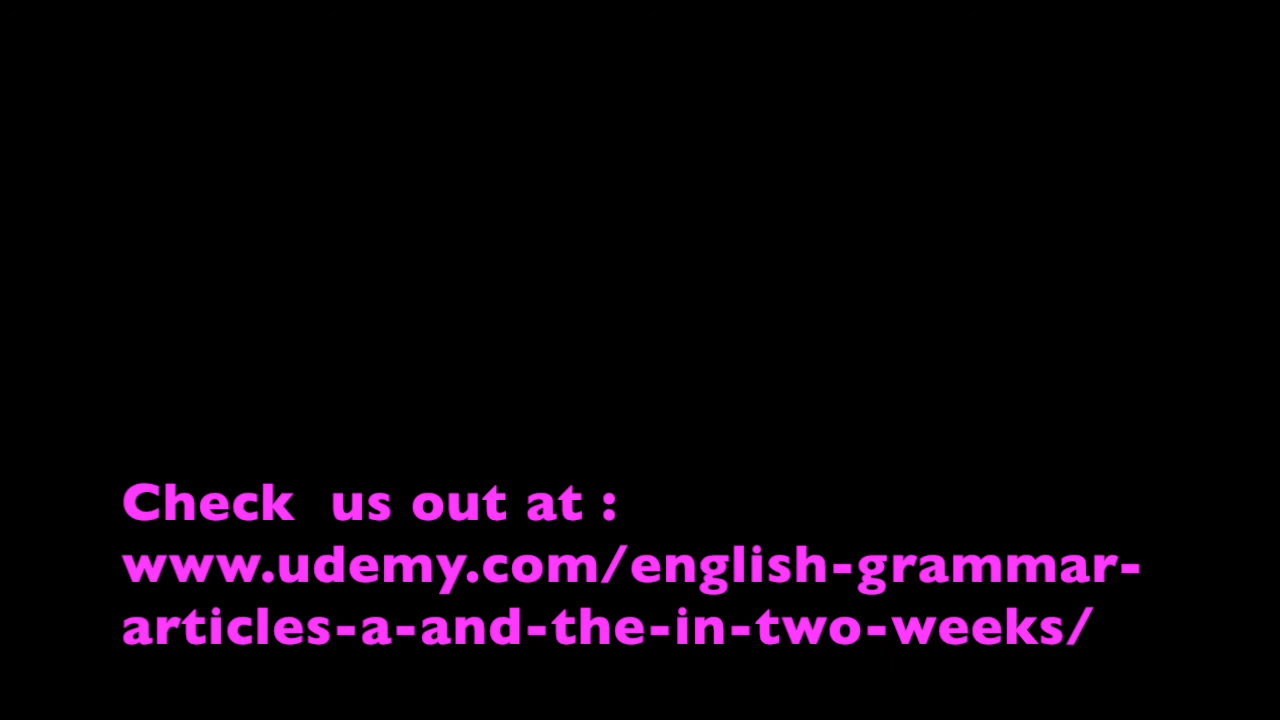 Check  us out at :
www.udemy.com/english-grammar-
articles-a-and-the-in-two-weeks/